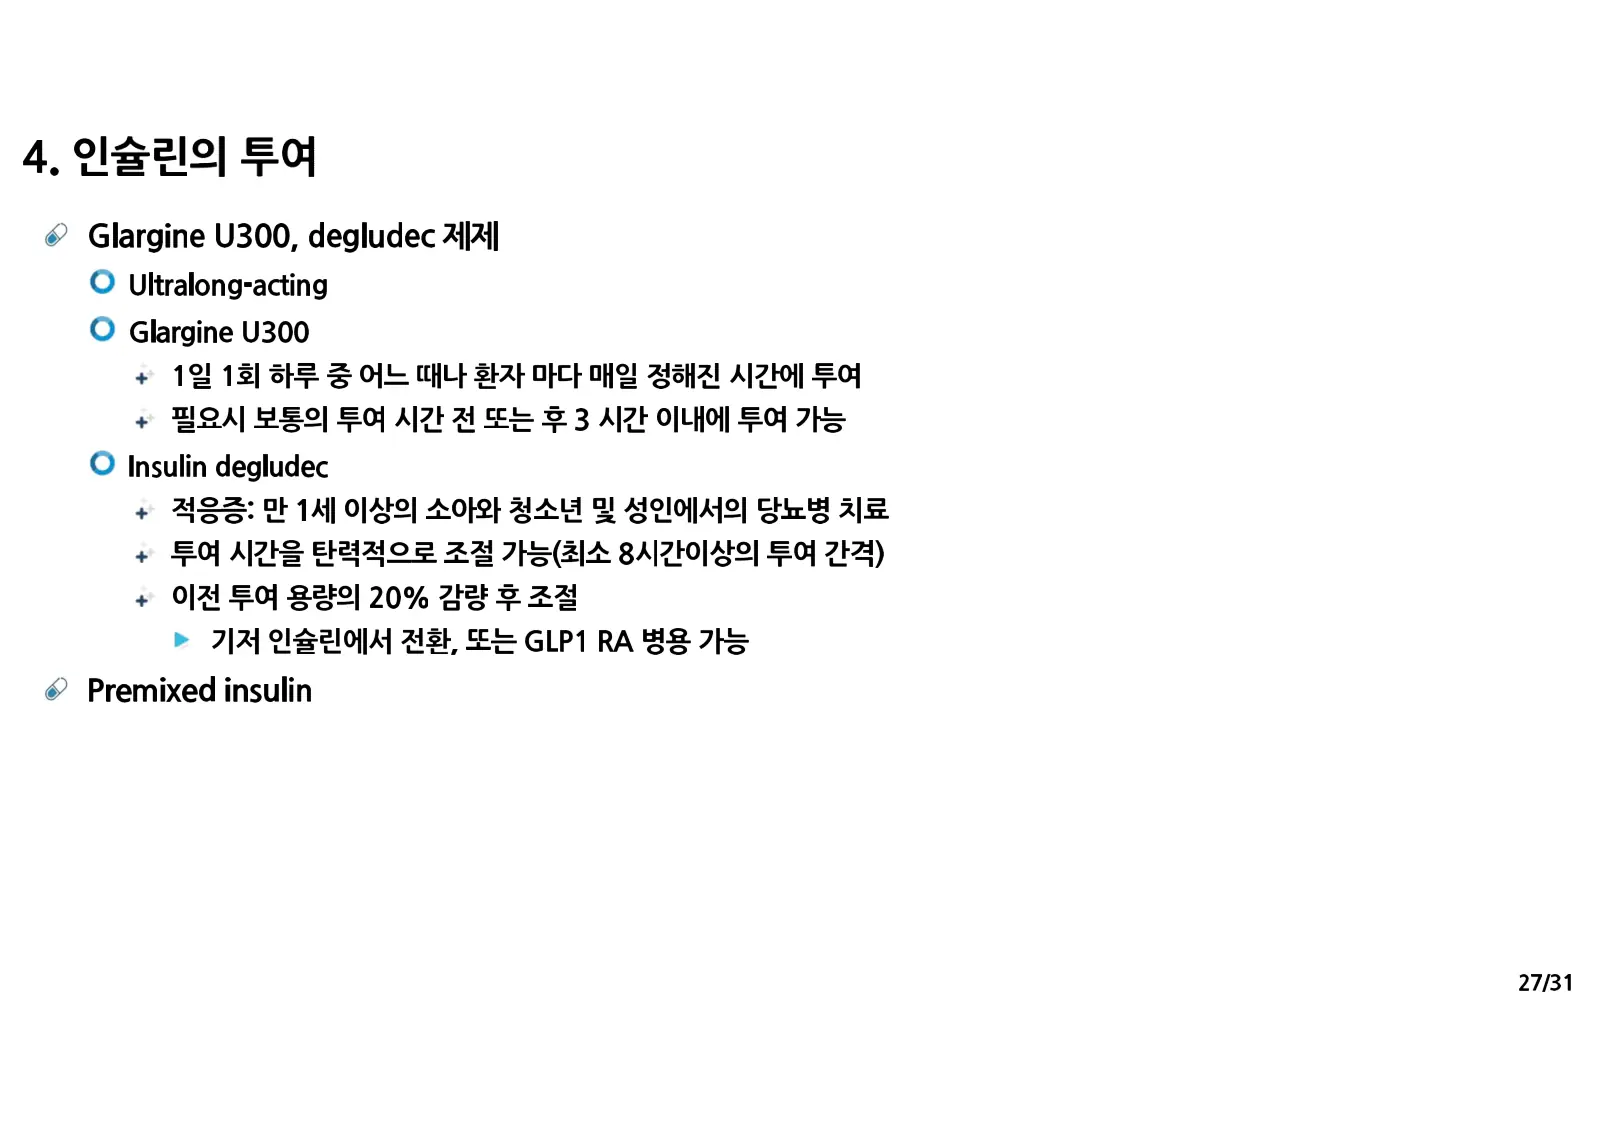 4. 인슐린의 투여
Glargine U300, degludec 제제
Ultralong-acting
Glargine U300
1일 1회 하루 중 어느 때나 환자 마다 매일 정해진 시간에 투여
필요시 보통의 투여 시간 전 또는 후 3 시간 이내에 투여 가능
Insulin degludec
적응증: 만 1세 이상의 소아와 청소년 및 성인에서의 당뇨병 치료
투여 시간을 탄력적으로 조절 가능(최소 8시간이상의 투여 간격)
이전 투여 용량의 20% 감량 후 조절
기저 인슐린에서 전환, 또는 GLP1 RA 병용 가능
Premixed insulin
27/31